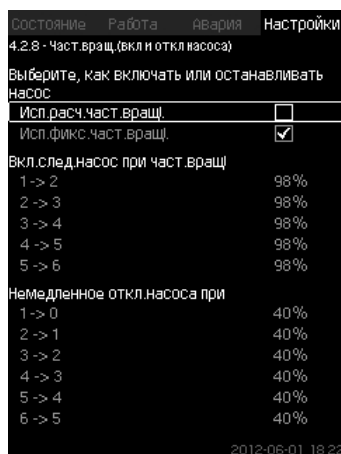 Состояние Работа Авария Настройки
4.2.8 - Част.вращ.(вкл и откл насоса)
Выберите, как включать или останавливать
насос
Исп.расч.част.вращ.
Исп.фикс.част.вращ.
Вкл.след.насос при част.вращ
1 -> 2 98%
2 -> 3 98%
3 -> 4 98%
4 -> 5 98%
5 -> 6 98%
Немедленное откл.насоса при
1 -> 0 40%
2 -> 1 40%
3 -> 2 40%
4 -> 3 40%
5 -> 4 40%
6 -> 5 40%
2012-06-01 18:22